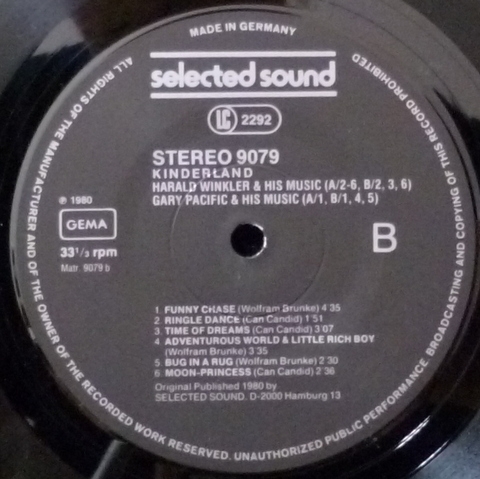 MADE IN GERMANY
selected sound
LC 2292
STEREO 9079
KINDERLAND
HARALD WINKLER & HIS MUSIC (A/2-6, B/2, 3, 6)
GARY PACIFIC & HIS MUSIC (A/1, B/1, 4, 5)
℗ 1980
GEMA
33 1/3 rpm
Matr. 9079 b
B
1. FUNNY CHASE (Wolfram Brunke) 4'35
2. RINGLE DANCE (Can Candid) 1'51
3. TIME OF DREAMS (Can Candid) 3'07
4. ADVENTUROUS WORLD & LITTLE RICH BOY
(Wolfram Brunke) 3'35
5. BUG IN A RUG (Wolfram Brunke) 2'30
6. MOON-PRINCESS (Can Candid) 2'36
Original Published 1980 by
SELECTED SOUND. D-2000 Hamburg 13
ALL RIGHTS OF THE MANUFACTURER AND OF THE OWNER OF THE RECORDED WORK RESERVED. UNAUTHORIZED PUBLIC PERFORMANCE, BROADCASTING AND COPYING OF THIS RECORD PROHIBITED